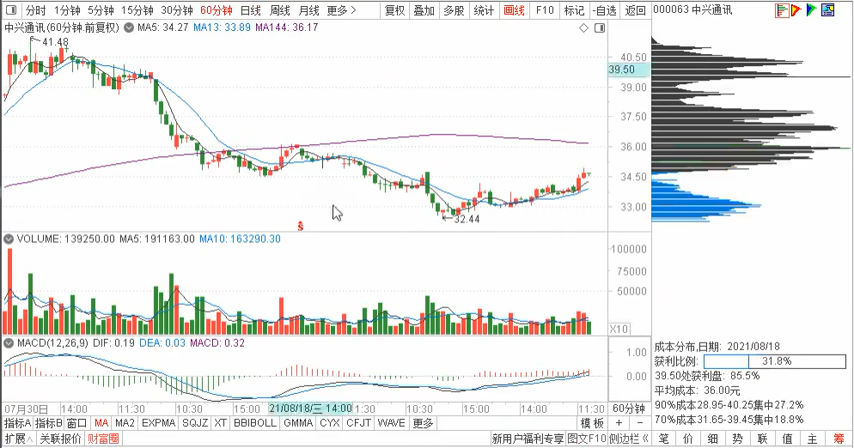 分时 1分钟 5分钟 15分钟 30分钟 60分钟 日线 周线 月线 更多> 复权 叠加 多股 统计 画线 F10 标记 -自选 返回 000063 中兴通讯
中兴通讯(60分钟.前复权) MA5: 34.27 MA13: 33.89 MA144: 36.17
41.48
40.50
39.50
39.00
37.50
36.00
34.50
33.00
32.44
S
VOLUME: 139250.00 MA5: 191163.00 MA10: 163290.30
100000
75000
50000
X10
MACD(12,26,9) DIF: 0.19 DEA: 0.03 MACD: 0.32
1.00
0.00
07月30日 14:00 11:30 10:30 15:00 21/08/18/三 14:00 1:30 10:30 15:00 14:00 11:30 60分钟
成本分布,日期: 2021/08/18
获利比例: 31.8%
39.50处获利盘: 85.5%
平均成本: 36.00元
90%成本28.95-40.25集中27.2%
70%成本31.65-39.45集中18.8%
指标A 指标B 窗口 MA MA2 EXPMA SQJZ XT BBIBOLL GMMA CYX CFJT WAVE 更多 模板 + −
扩展∧ 关联报价 财富圈 新用户福利专享 图文F10 侧边栏《 笔 价 细 势 联 值 主 筹